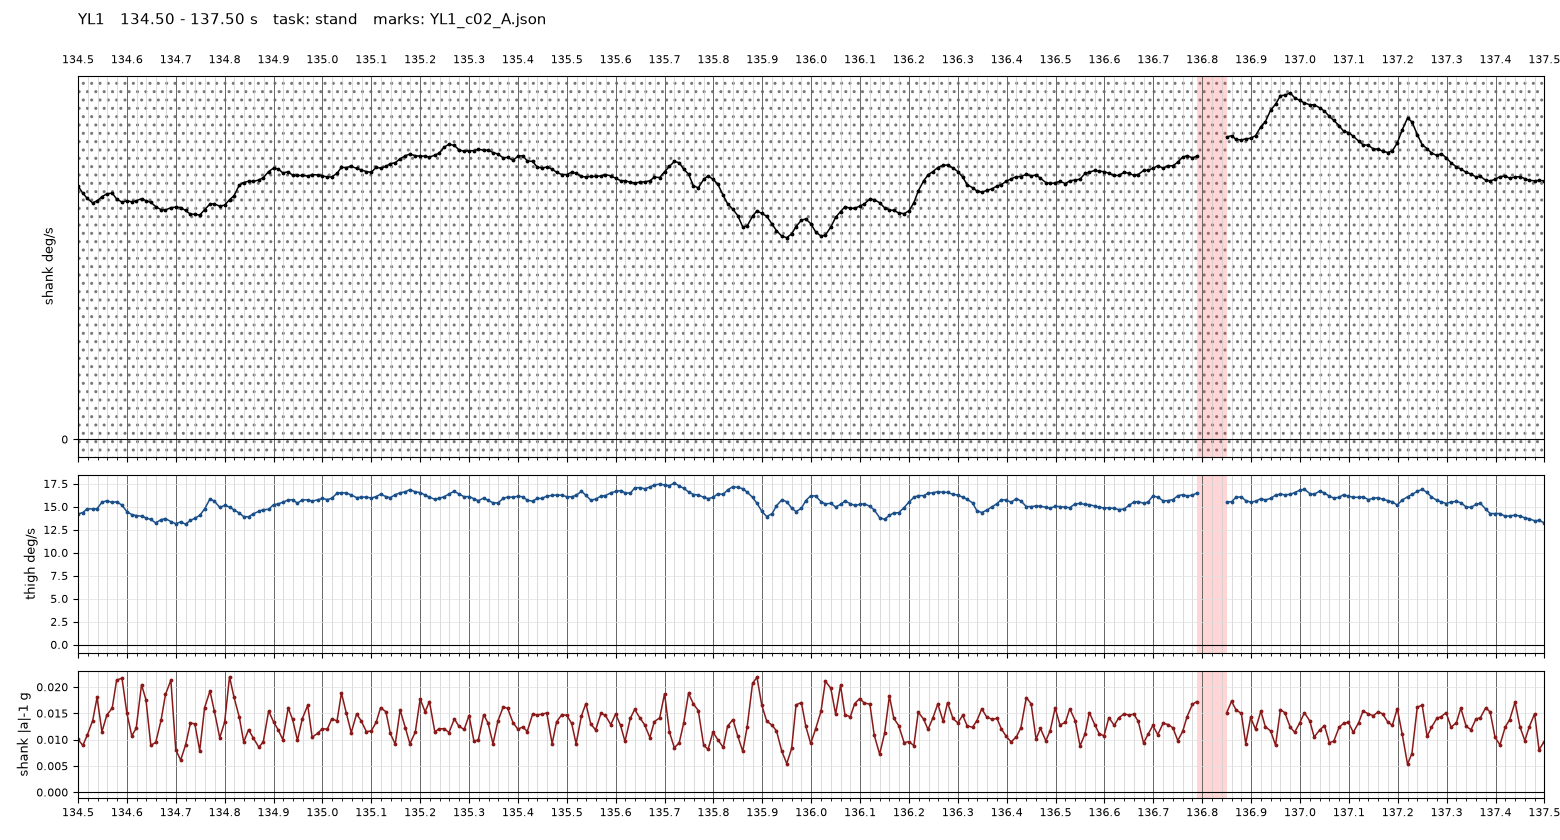 YL1 134.50 - 137.50 s task: stand marks: YL1_c02_A.json
134.5 134.6 134.7 134.8 134.9 135.0 135.1 135.2 135.3 135.4 135.5 135.6 135.7 135.8 135.9 136.0 136.1 136.2 136.3 136.4 136.5 136.6 136.7 136.8 136.9 137.0 137.1 137.2 137.3 137.4 137.5
shank deg/s
0
thigh deg/s
17.5
15.0
12.5
10.0
7.5
5.0
2.5
0.0
shank |a|-1 g
0.020
0.015
0.010
0.005
0.000
134.5 134.6 134.7 134.8 134.9 135.0 135.1 135.2 135.3 135.4 135.5 135.6 135.7 135.8 135.9 136.0 136.1 136.2 136.3 136.4 136.5 136.6 136.7 136.8 136.9 137.0 137.1 137.2 137.3 137.4 137.5